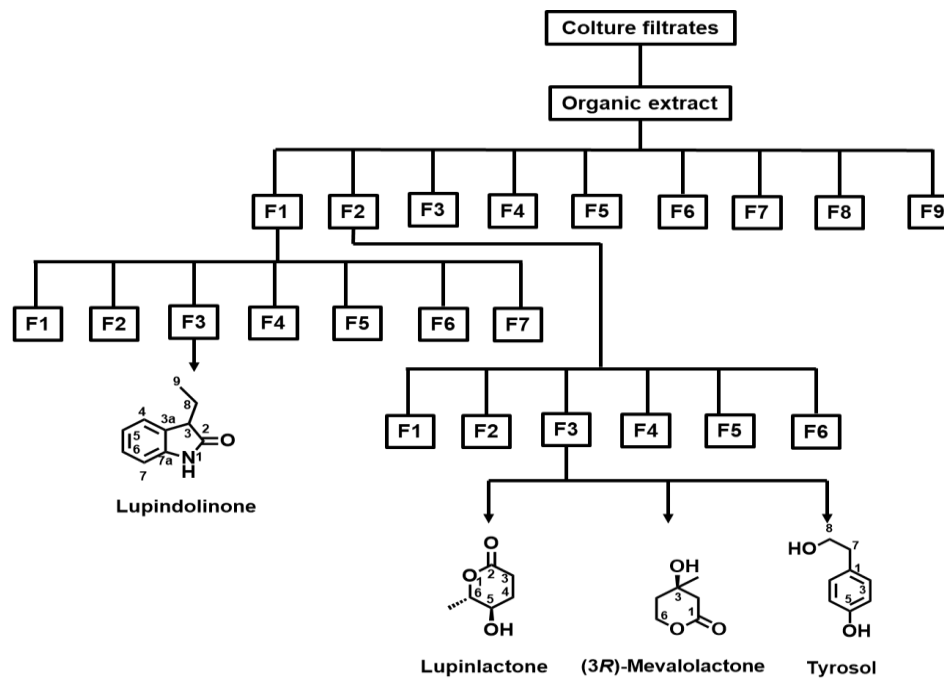 Colture filtrates
Organic extract
F1 F2 F3 F4 F5 F6 F7 F8 F9
F1 F2 F3 F4 F5 F6 F7
F1 F2 F3 F4 F5 F6
9
8
4
3a
3
2
O
5
6
7a
N
1
H
7
Lupindolinone
O
O
2
1
3
6
4
5
OH
Lupinlactone
OH
3
6
1
O
O
(3R)-Mevalolactone
8
HO
7
1
3
5
OH
Tyrosol